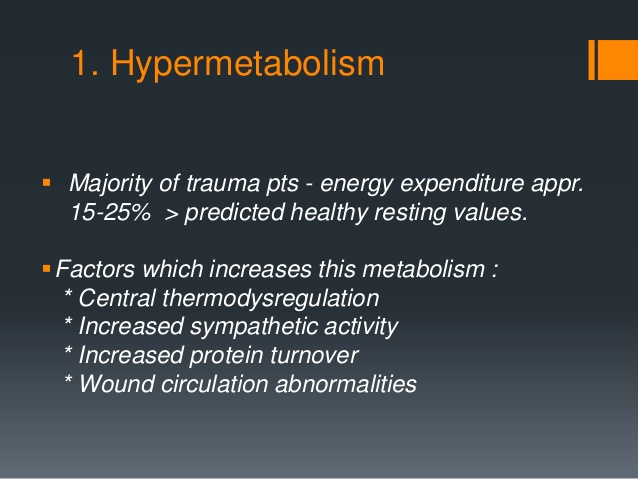 1. Hypermetabolism
▪ Majority of trauma pts - energy expenditure appr.
15-25% > predicted healthy resting values.
▪ Factors which increases this metabolism :
* Central thermodysregulation
* Increased sympathetic activity
* Increased protein turnover
* Wound circulation abnormalities